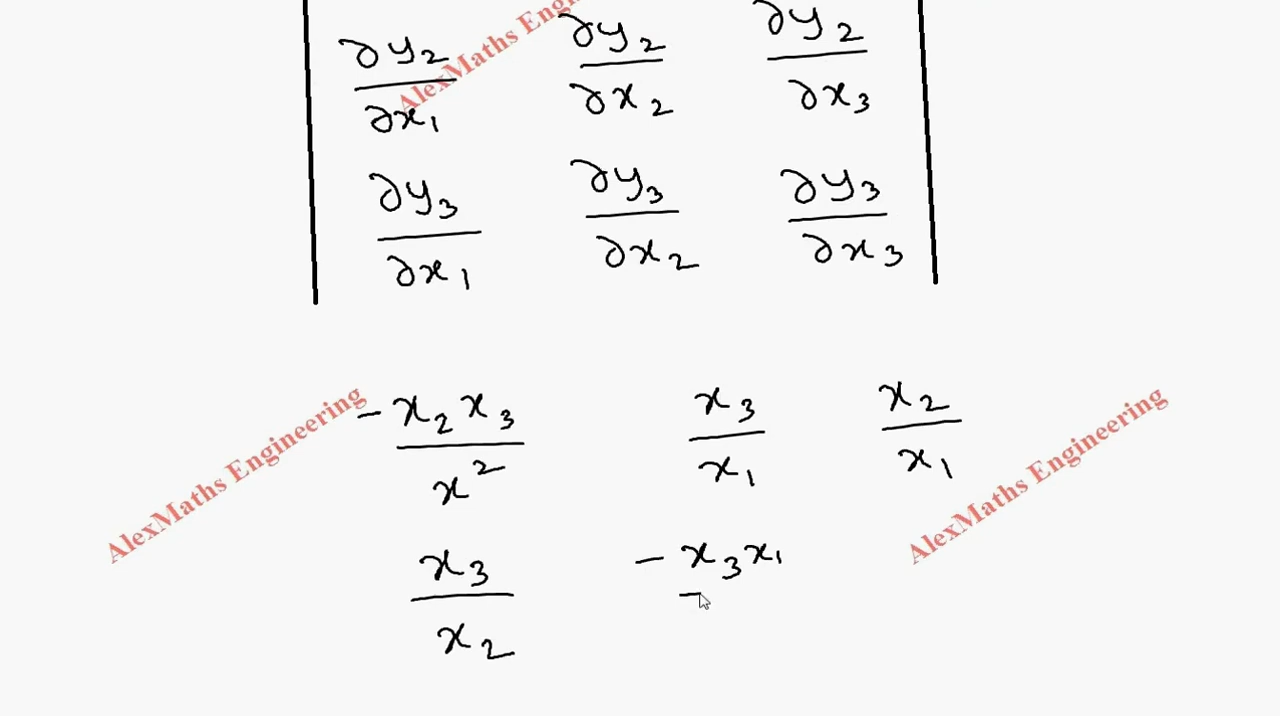 ∂y₂/∂x₁ ∂y₂/∂x₂ ∂y₂/∂x₃
AlexMaths Engineering
∂y₃/∂x₁ ∂y₃/∂x₂ ∂y₃/∂x₃
-x₂x₃/x² x₃/x₁ x₂/x₁
AlexMaths Engineering
AlexMaths Engineering
x₃/x₂ -x₃x₁